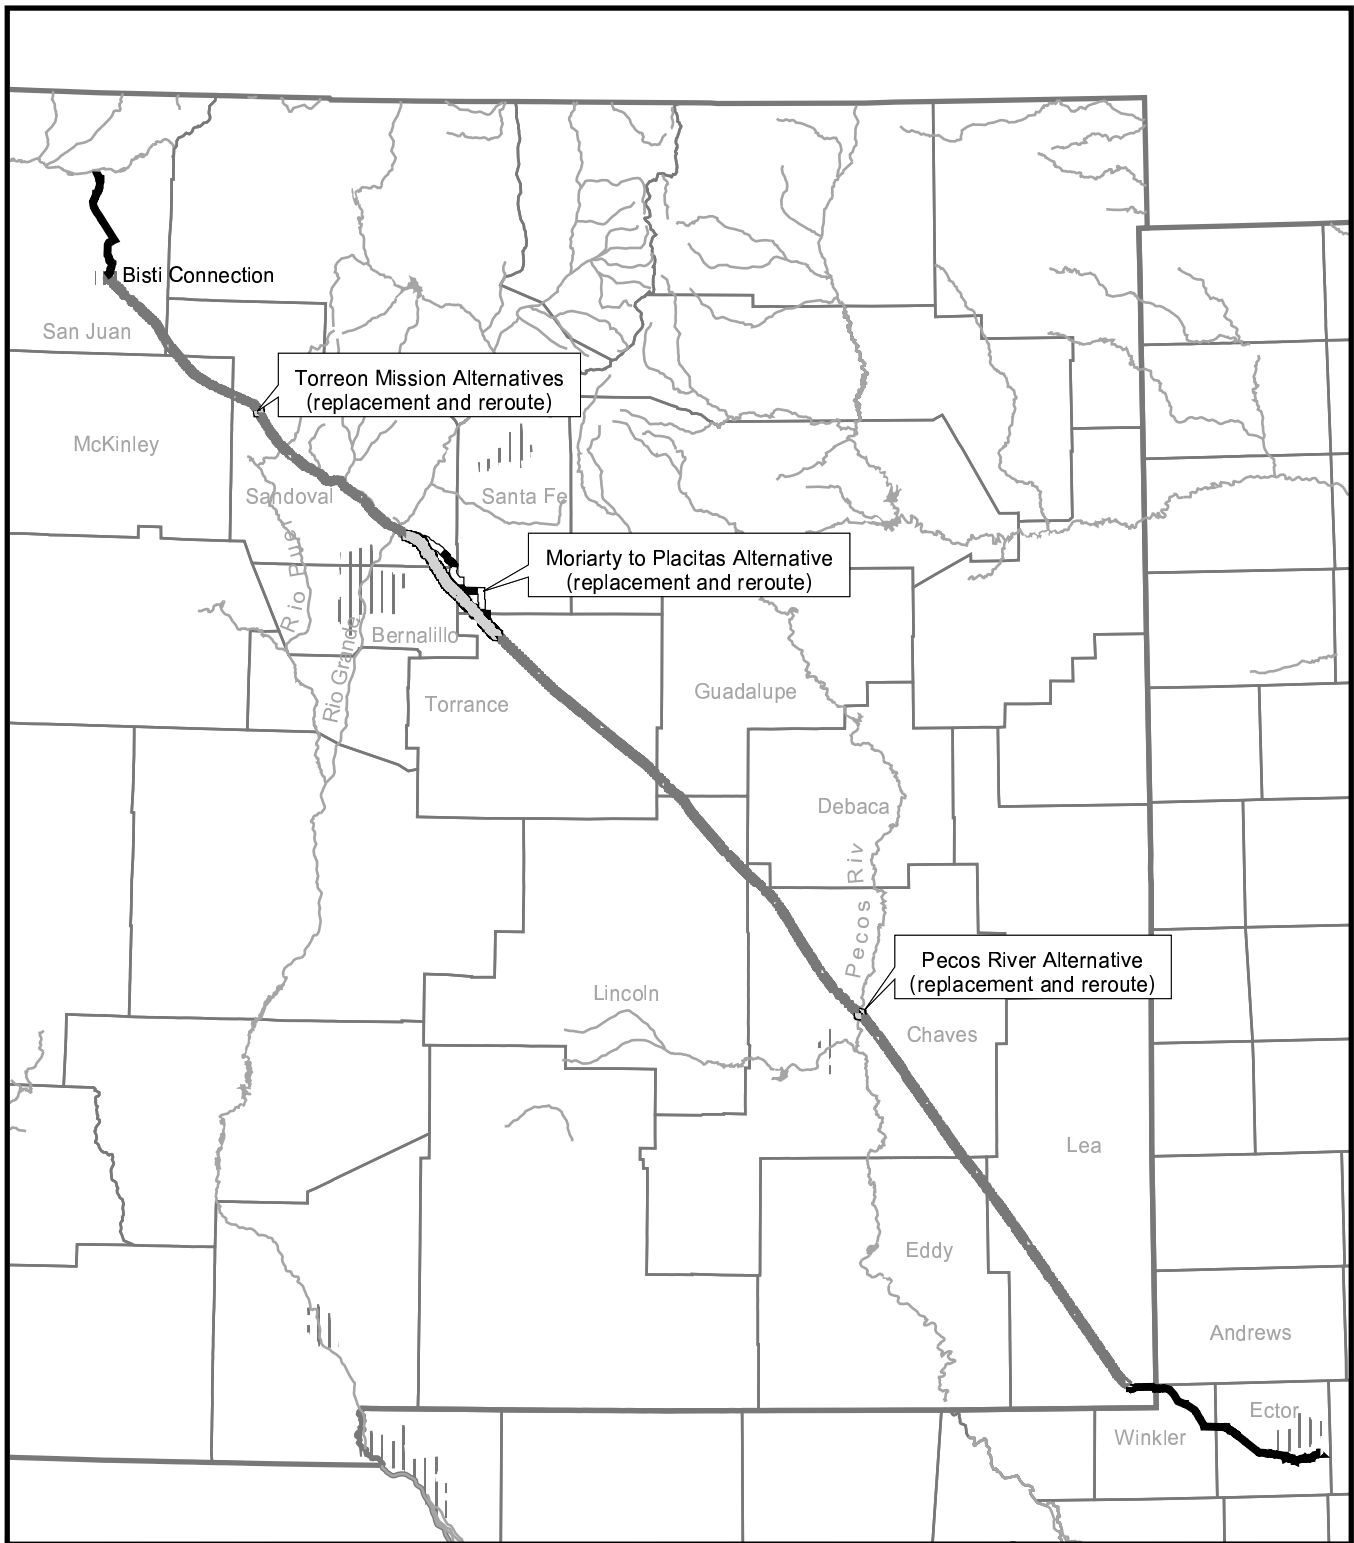 Bisti Connection
San Juan
Torreon Mission Alternatives
(replacement and reroute)
McKinley
Sandoval
Santa Fe
Rio Puer
Moriarty to Placitas Alternative
(replacement and reroute)
Bernalillo
Rio Grande
Torrance
Guadalupe
Debaca
Pecos Riv
Pecos River Alternative
(replacement and reroute)
Lincoln
Chaves
Lea
Eddy
Andrews
Ector
Winkler